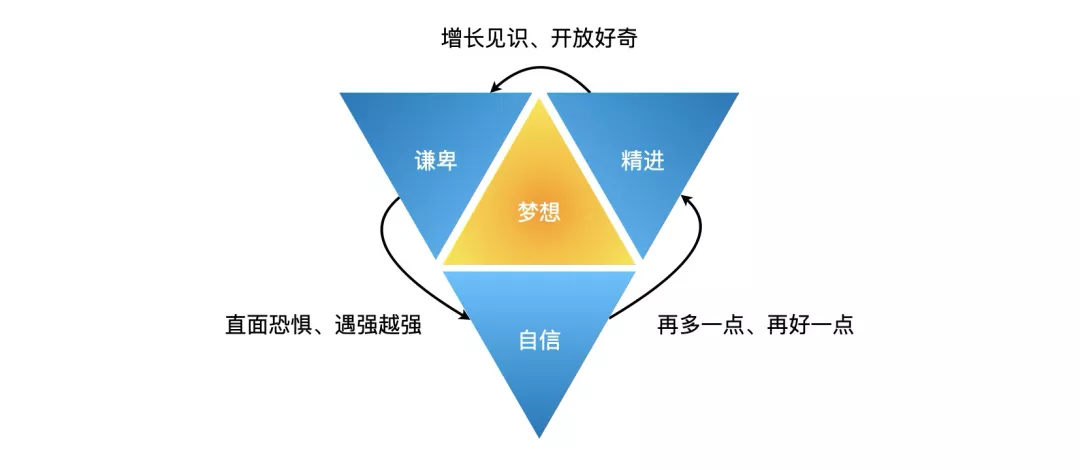 增长见识、开放好奇
谦卑
精进
梦想
直面恐惧、遇强越强
自信
再多一点、再好一点